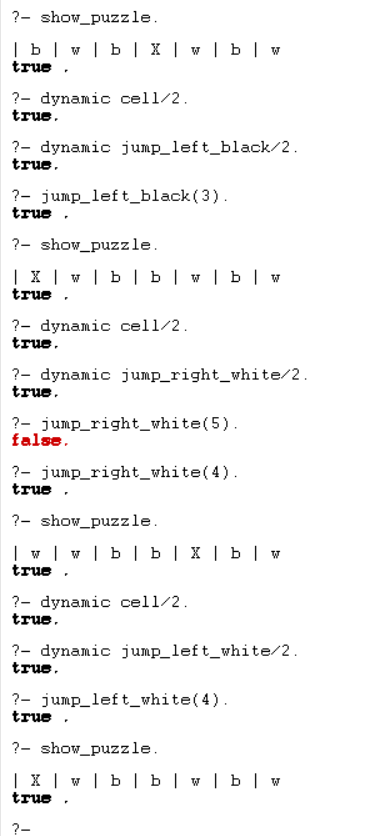 ?- show_puzzle.
| b | w | b | X | w | b | w
true .
?- dynamic cell/2.
true.
?- dynamic jump_left_black/2.
true.
?- jump_left_black(3).
true .
?- show_puzzle.
| X | w | b | b | w | b | w
true .
?- dynamic cell/2.
true.
?- dynamic jump_right_white/2.
true.
?- jump_right_white(5).
false.
?- jump_right_white(4).
true .
?- show_puzzle.
| w | w | b | b | X | b | w
true .
?- dynamic cell/2.
true.
?- dynamic jump_left_white/2.
true.
?- jump_left_white(4).
true .
?- show_puzzle.
| X | w | b | b | w | b | w
true .
?-